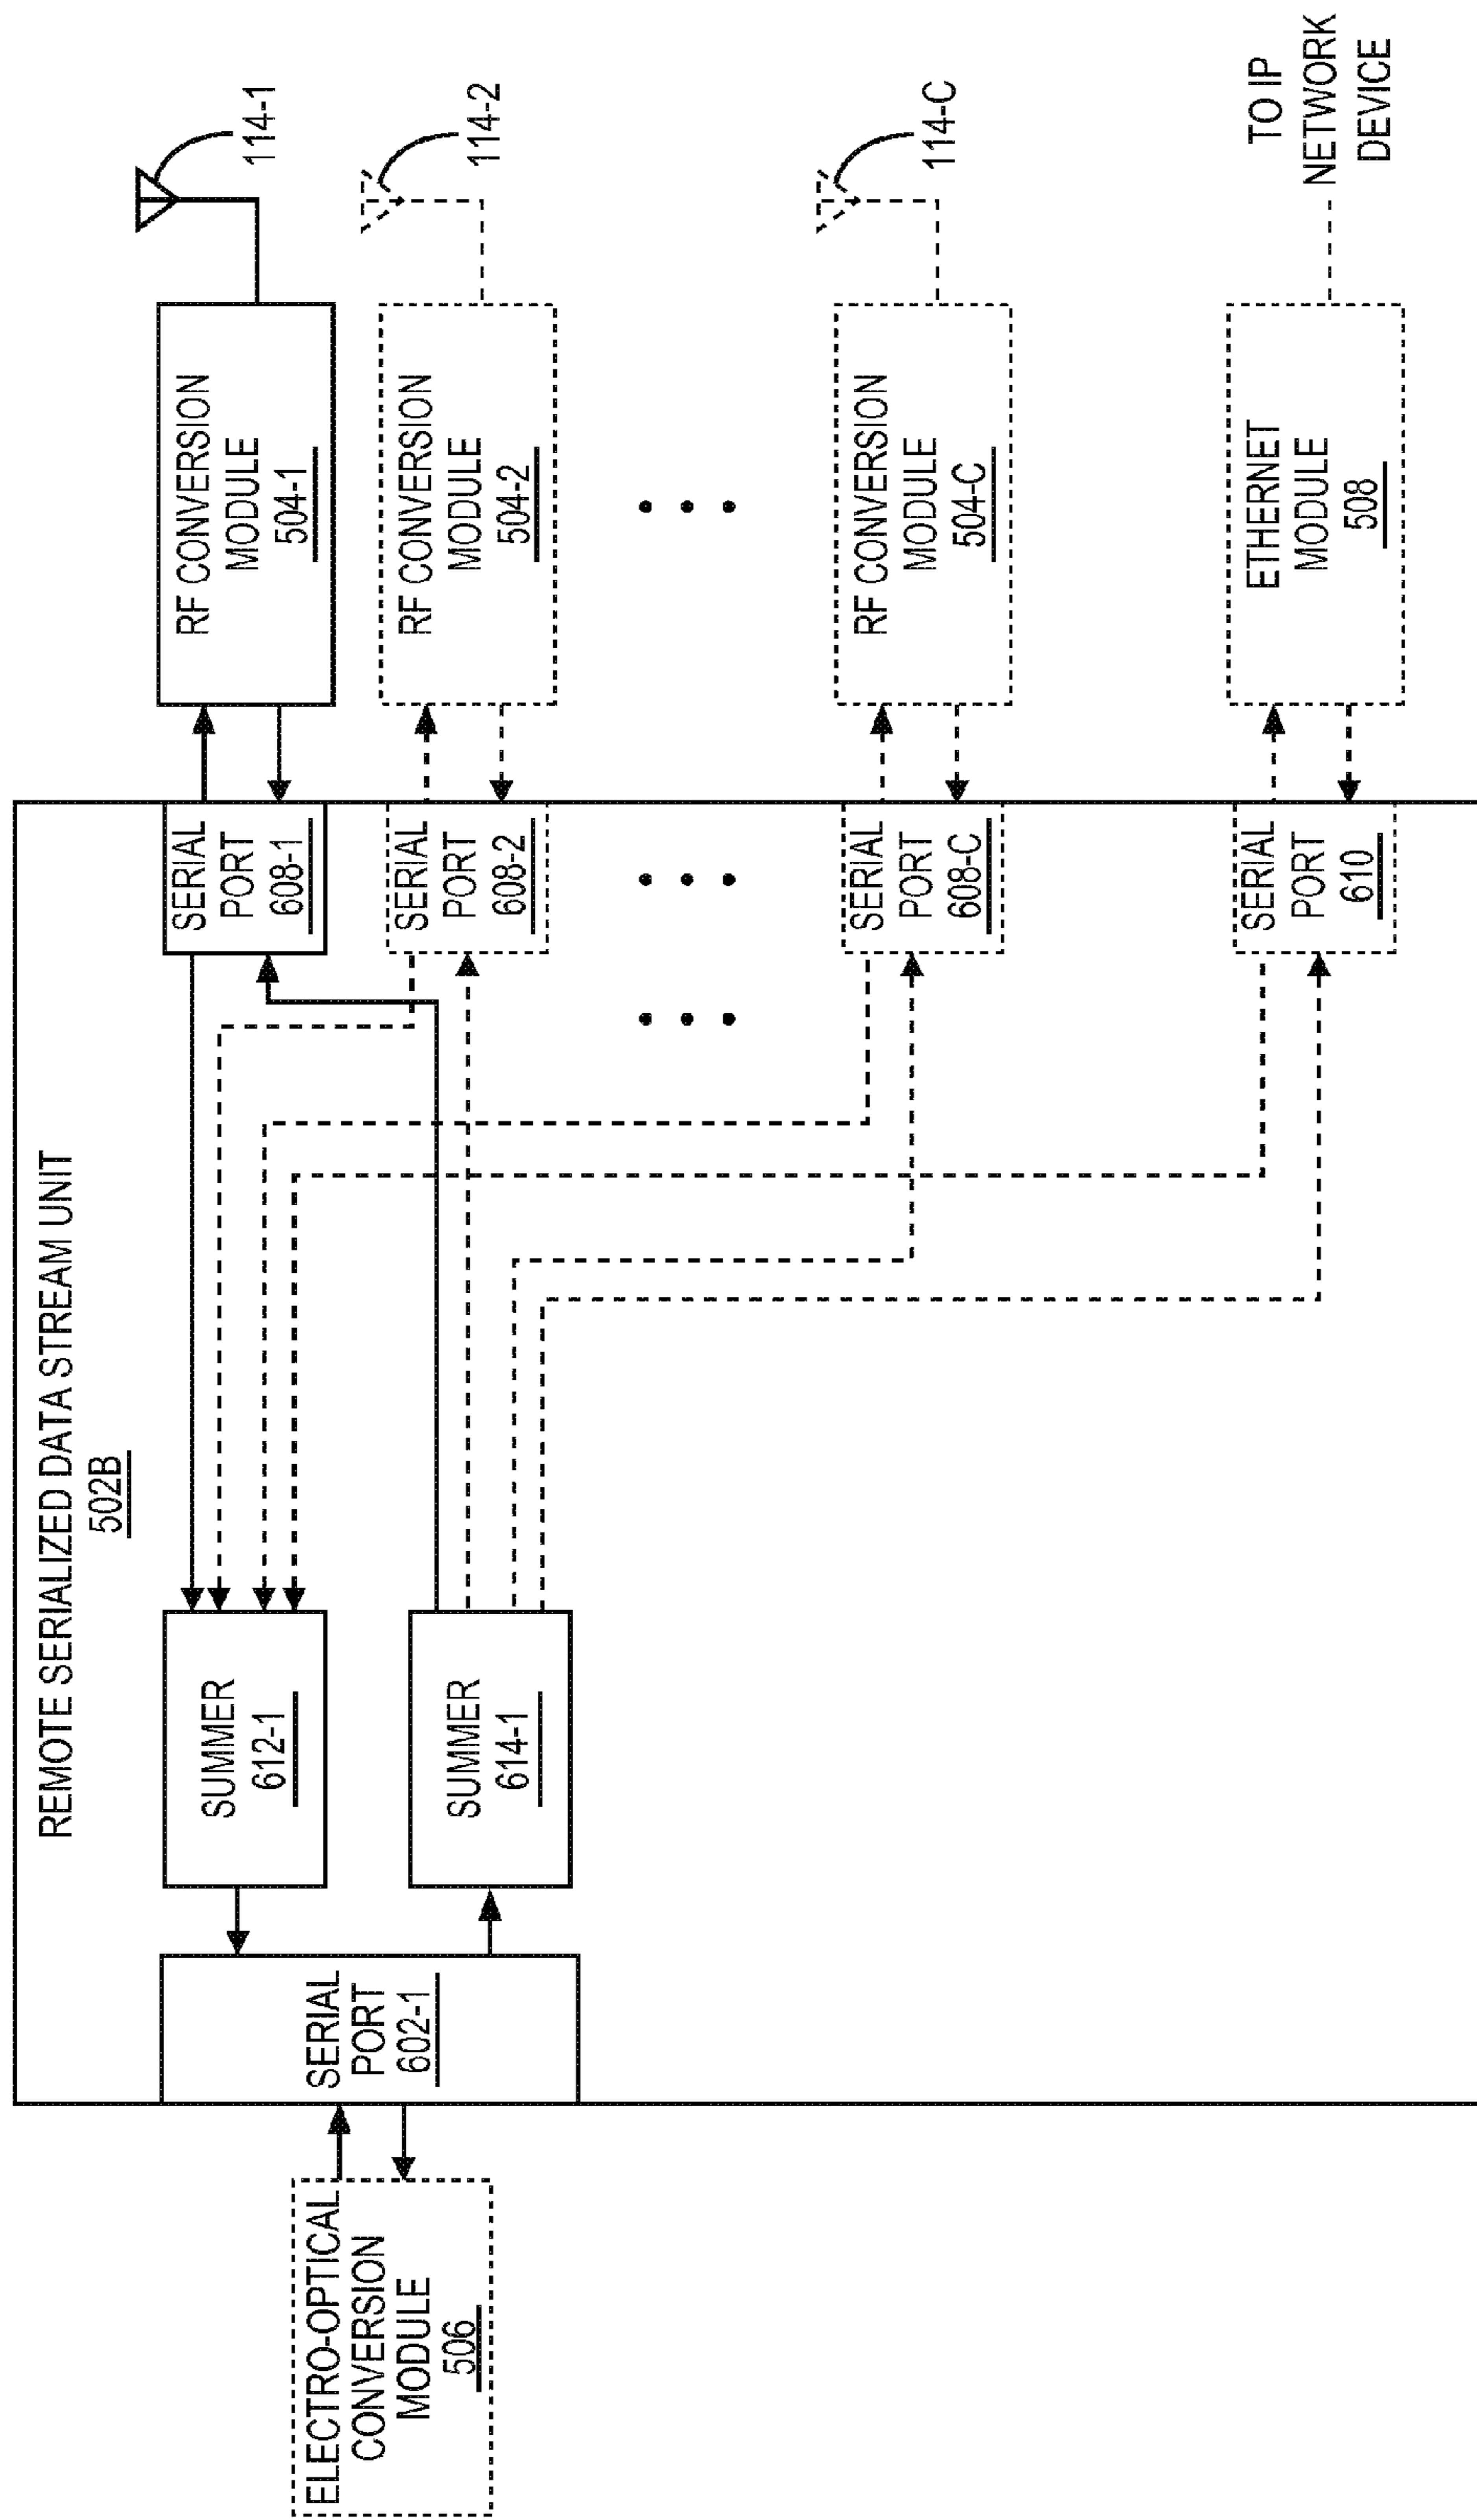 REMOTE SERIALIZED DATA STREAM UNIT
502B
ELECTRO-OPTICAL
CONVERSION
MODULE
506
SERIAL
PORT
602-1
SUMMER
612-1
SUMMER
614-1
SERIAL
PORT
608-1
SERIAL
PORT
608-2
SERIAL
PORT
608-C
SERIAL
PORT
610
RF CONVERSION
MODULE
504-1
RF CONVERSION
MODULE
504-2
RF CONVERSION
MODULE
504-C
ETHERNET
MODULE
508
114-1
114-2
114-C
TO IP
NETWORK
DEVICE